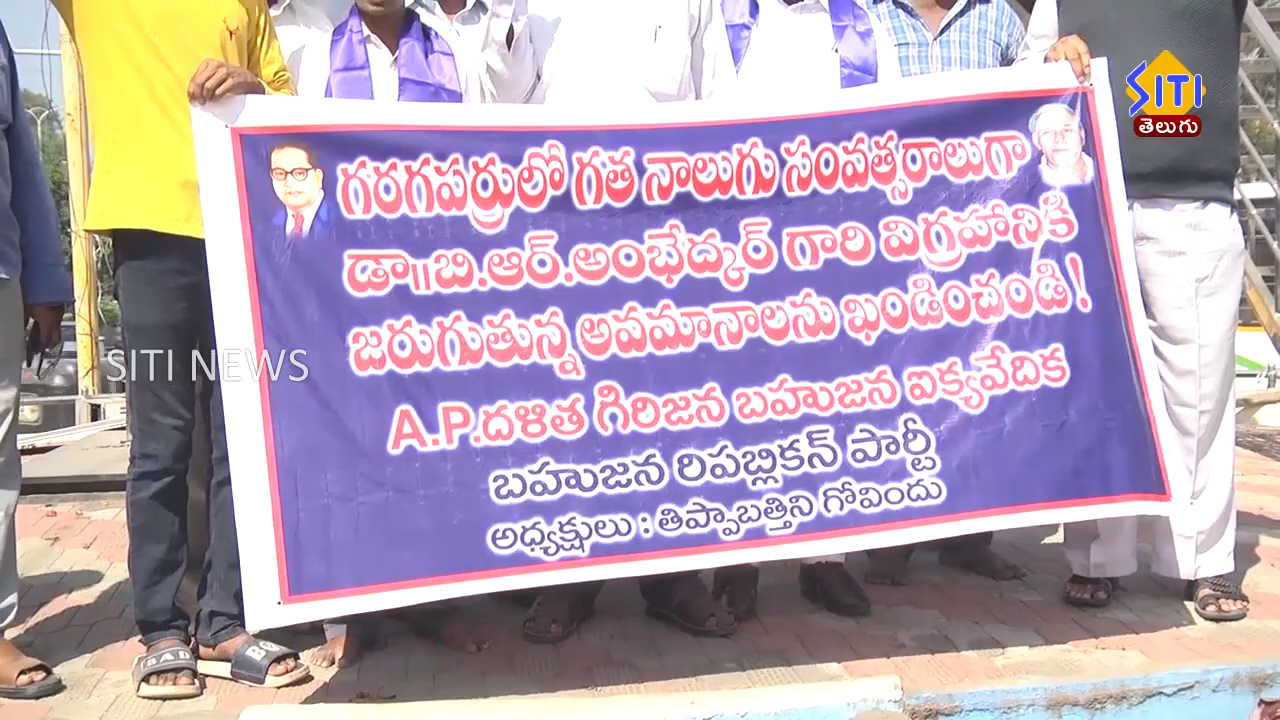 SITI
తెలుగు
గరగపర్రులో గత నాలుగు సంవత్సరాలుగా
డా॥బి.ఆర్.అంభేద్కర్ గారి విగ్రహానికి
జరుగుతున్న అవమానాలను ఖండించండి!
A.P.దళిత గిరిజన బహుజన ఐక్యవేదిక
బహుజన రిపబ్లికన్ పార్టీ
అధ్యక్షులు : తిప్పాబత్తిని గోవిందు
SITI NEWS
BAD